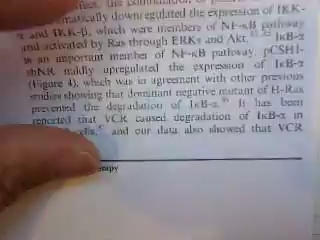 the combination
matically downregulated the expression of IKK-
α and IKK-β, which were members of NF-κB pathway
and activated by Ras through ERKs and Akt. IκB-α
is an important member of NF-κB pathway. pCSH1-
shNR mildly upregulated the expression of IκB-α
(Figure 4), which was in agreement with other previous
studies showing that dominant negative mutant of H-Ras
prevented the degradation of IκB-α. It has been
reported that VCR caused degradation of IκB-α in
and our data also showed that VCR